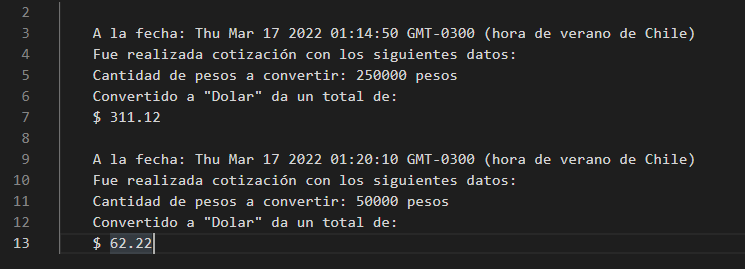 2
3 A la fecha: Thu Mar 17 2022 01:14:50 GMT-0300 (hora de verano de Chile)
4 Fue realizada cotización con los siguientes datos:
5 Cantidad de pesos a convertir: 250000 pesos
6 Convertido a "Dolar" da un total de:
7 $ 311.12
8
9 A la fecha: Thu Mar 17 2022 01:20:10 GMT-0300 (hora de verano de Chile)
10 Fue realizada cotización con los siguientes datos:
11 Cantidad de pesos a convertir: 50000 pesos
12 Convertido a "Dolar" da un total de:
13 $ 62.22